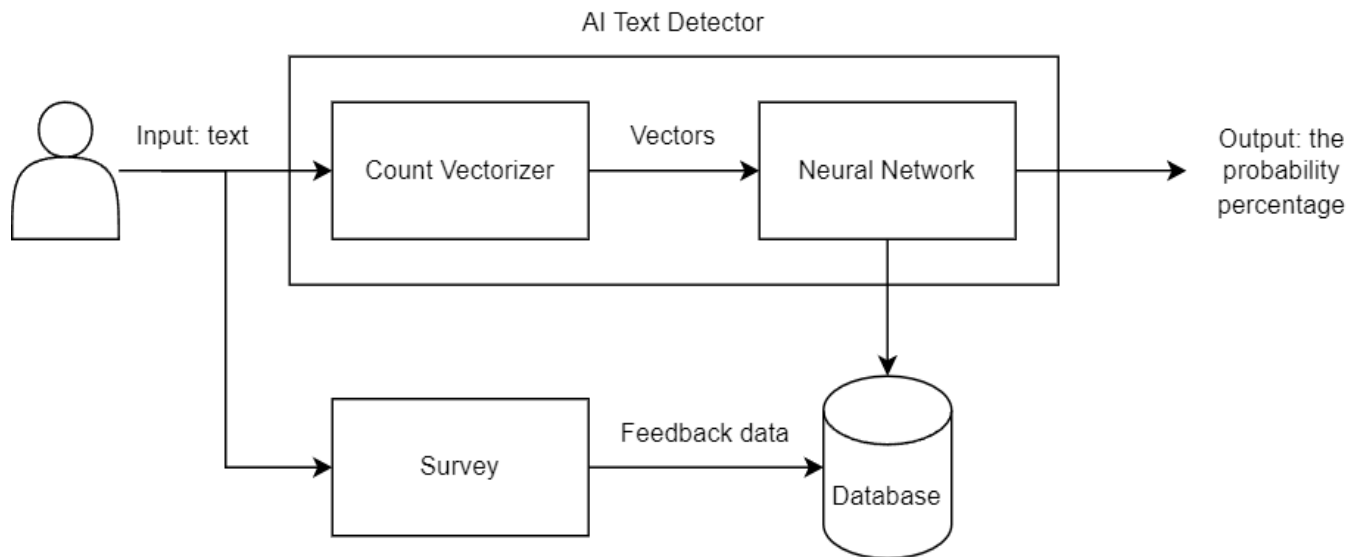 AI Text Detector
Input: text
Count Vectorizer
Vectors
Neural Network
Output: the
probability
percentage
Survey
Feedback data
Database